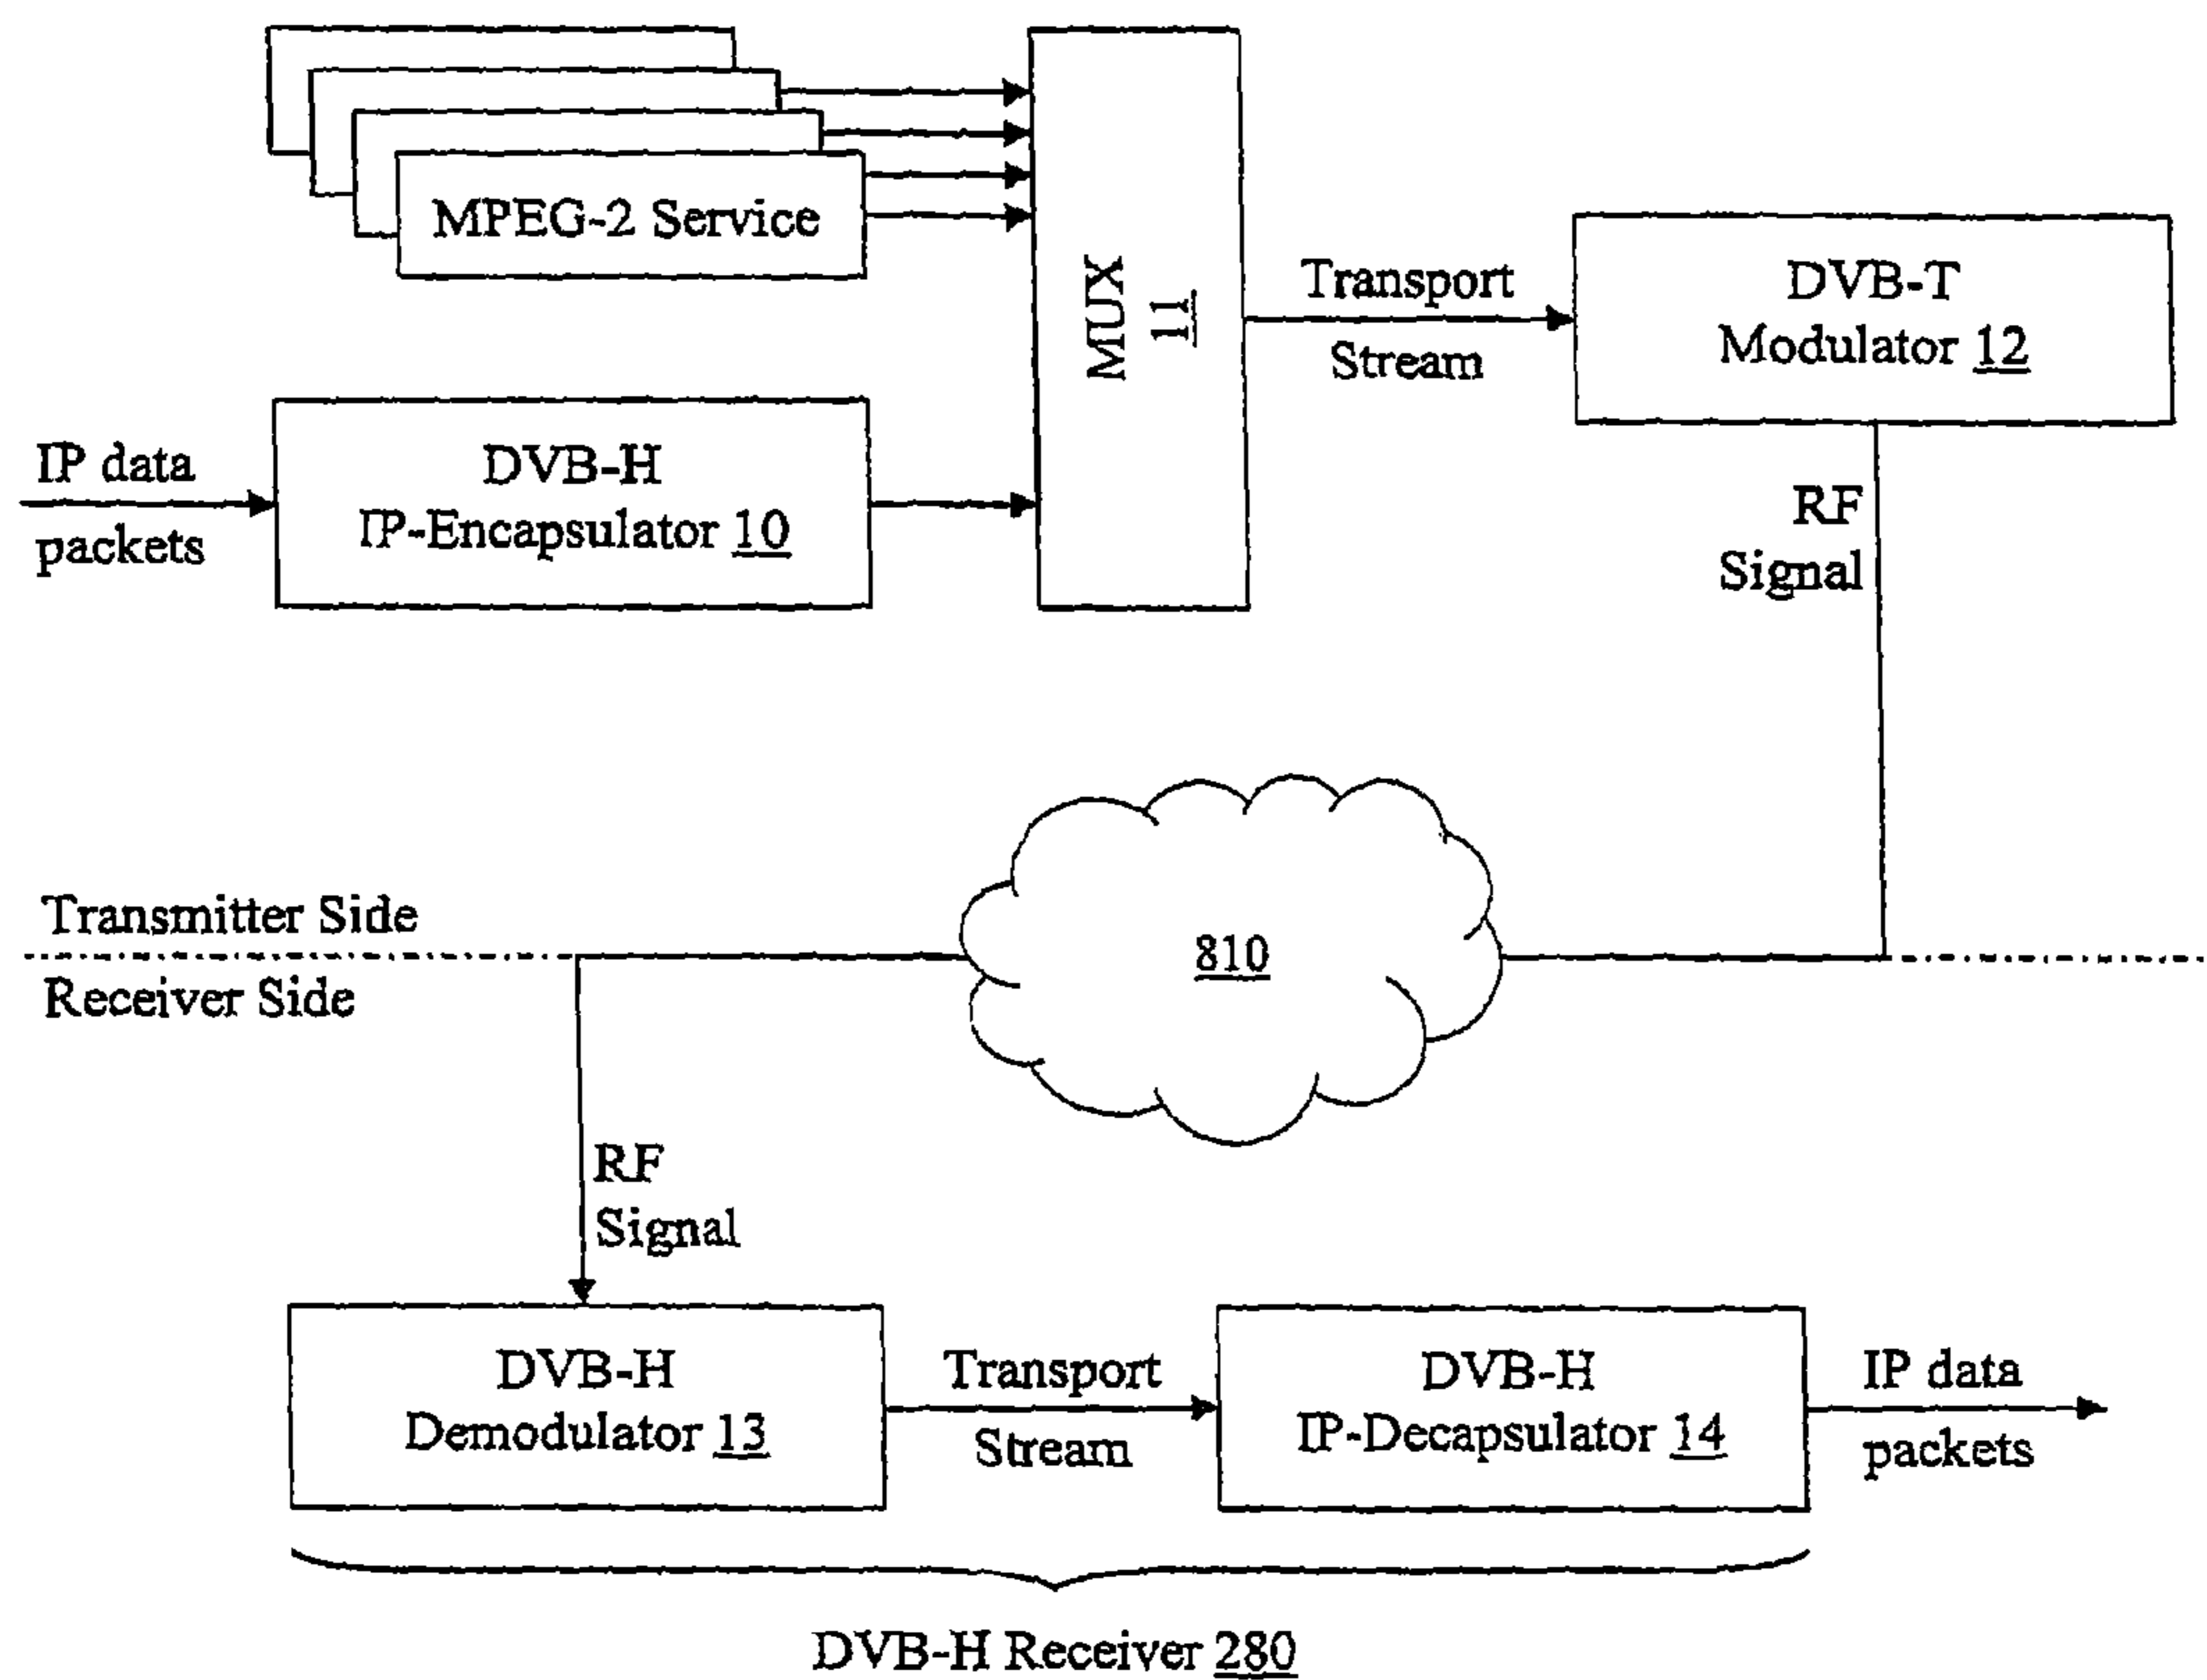 MPEG-2 Service
MUX
11
Transport
Stream
DVB-T
Modulator 12
IP data
packets
DVB-H
IP-Encapsulator 10
RF
Signal
Transmitter Side
Receiver Side
810
RF
Signal
DVB-H
Demodulator 13
Transport
Stream
DVB-H
IP-Decapsulator 14
IP data
packets
DVB-H Receiver 280